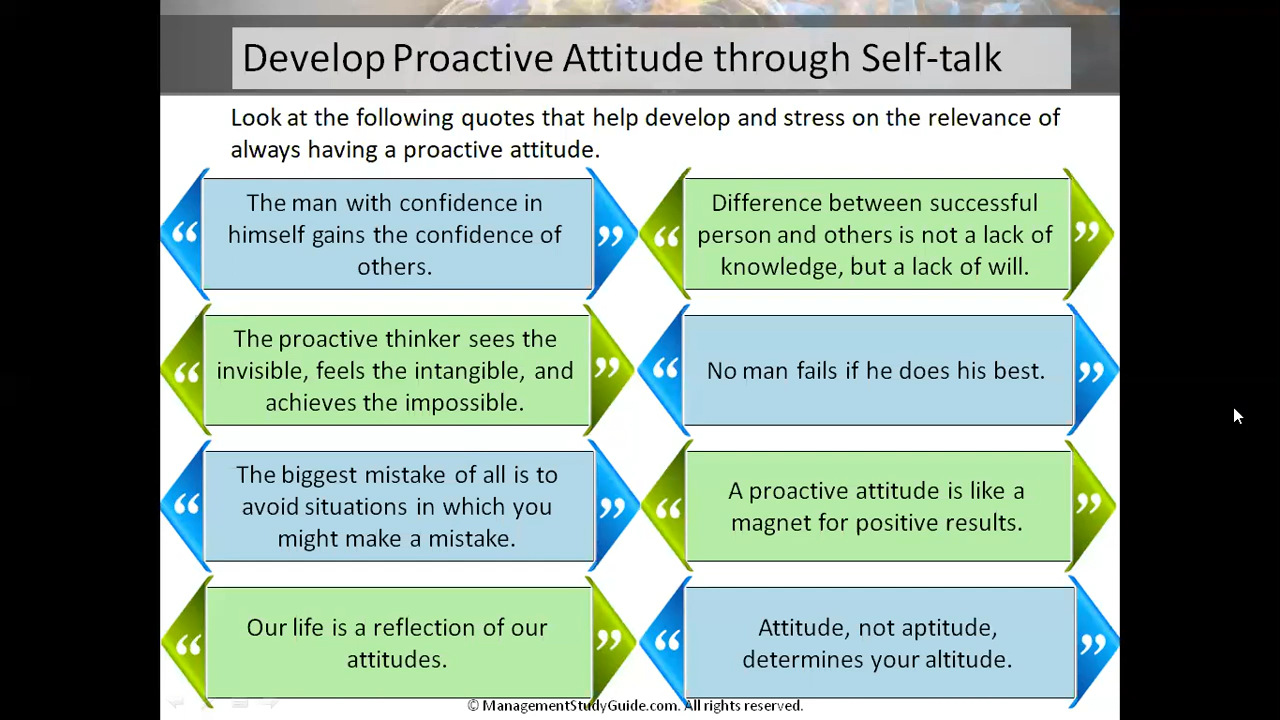 Develop Proactive Attitude through Self-talk
Look at the following quotes that help develop and stress on the relevance of
always having a proactive attitude.
“ The man with confidence in
himself gains the confidence of
others. ”
“ Difference between successful
person and others is not a lack of
knowledge, but a lack of will. ”
“ The proactive thinker sees the
invisible, feels the intangible, and
achieves the impossible. ”
“ No man fails if he does his best. ”
“ The biggest mistake of all is to
avoid situations in which you
might make a mistake. ”
“ A proactive attitude is like a
magnet for positive results. ”
“ Our life is a reflection of our
attitudes. ”
“ Attitude, not aptitude,
determines your altitude. ”
© ManagementStudyGuide.com. All rights reserved.